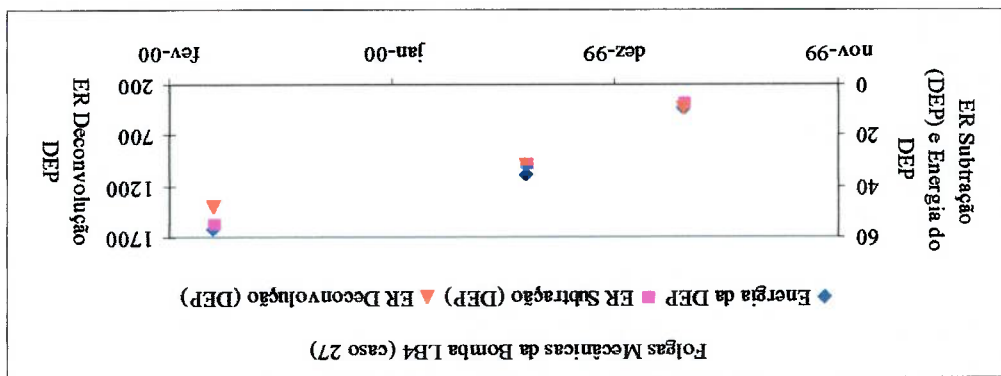 Folgas Mecânicas da Bomba LB4 (caso 27)
Energia da DEP ER Subtração (DEP) ER Deconvolução (DEP)
ER Subtração
(DEP) e Energia do
DEP
60
40
20
0
ER Deconvolução
DEP
1700
1200
700
200
nov-99 dez-99 jan-00 fev-00